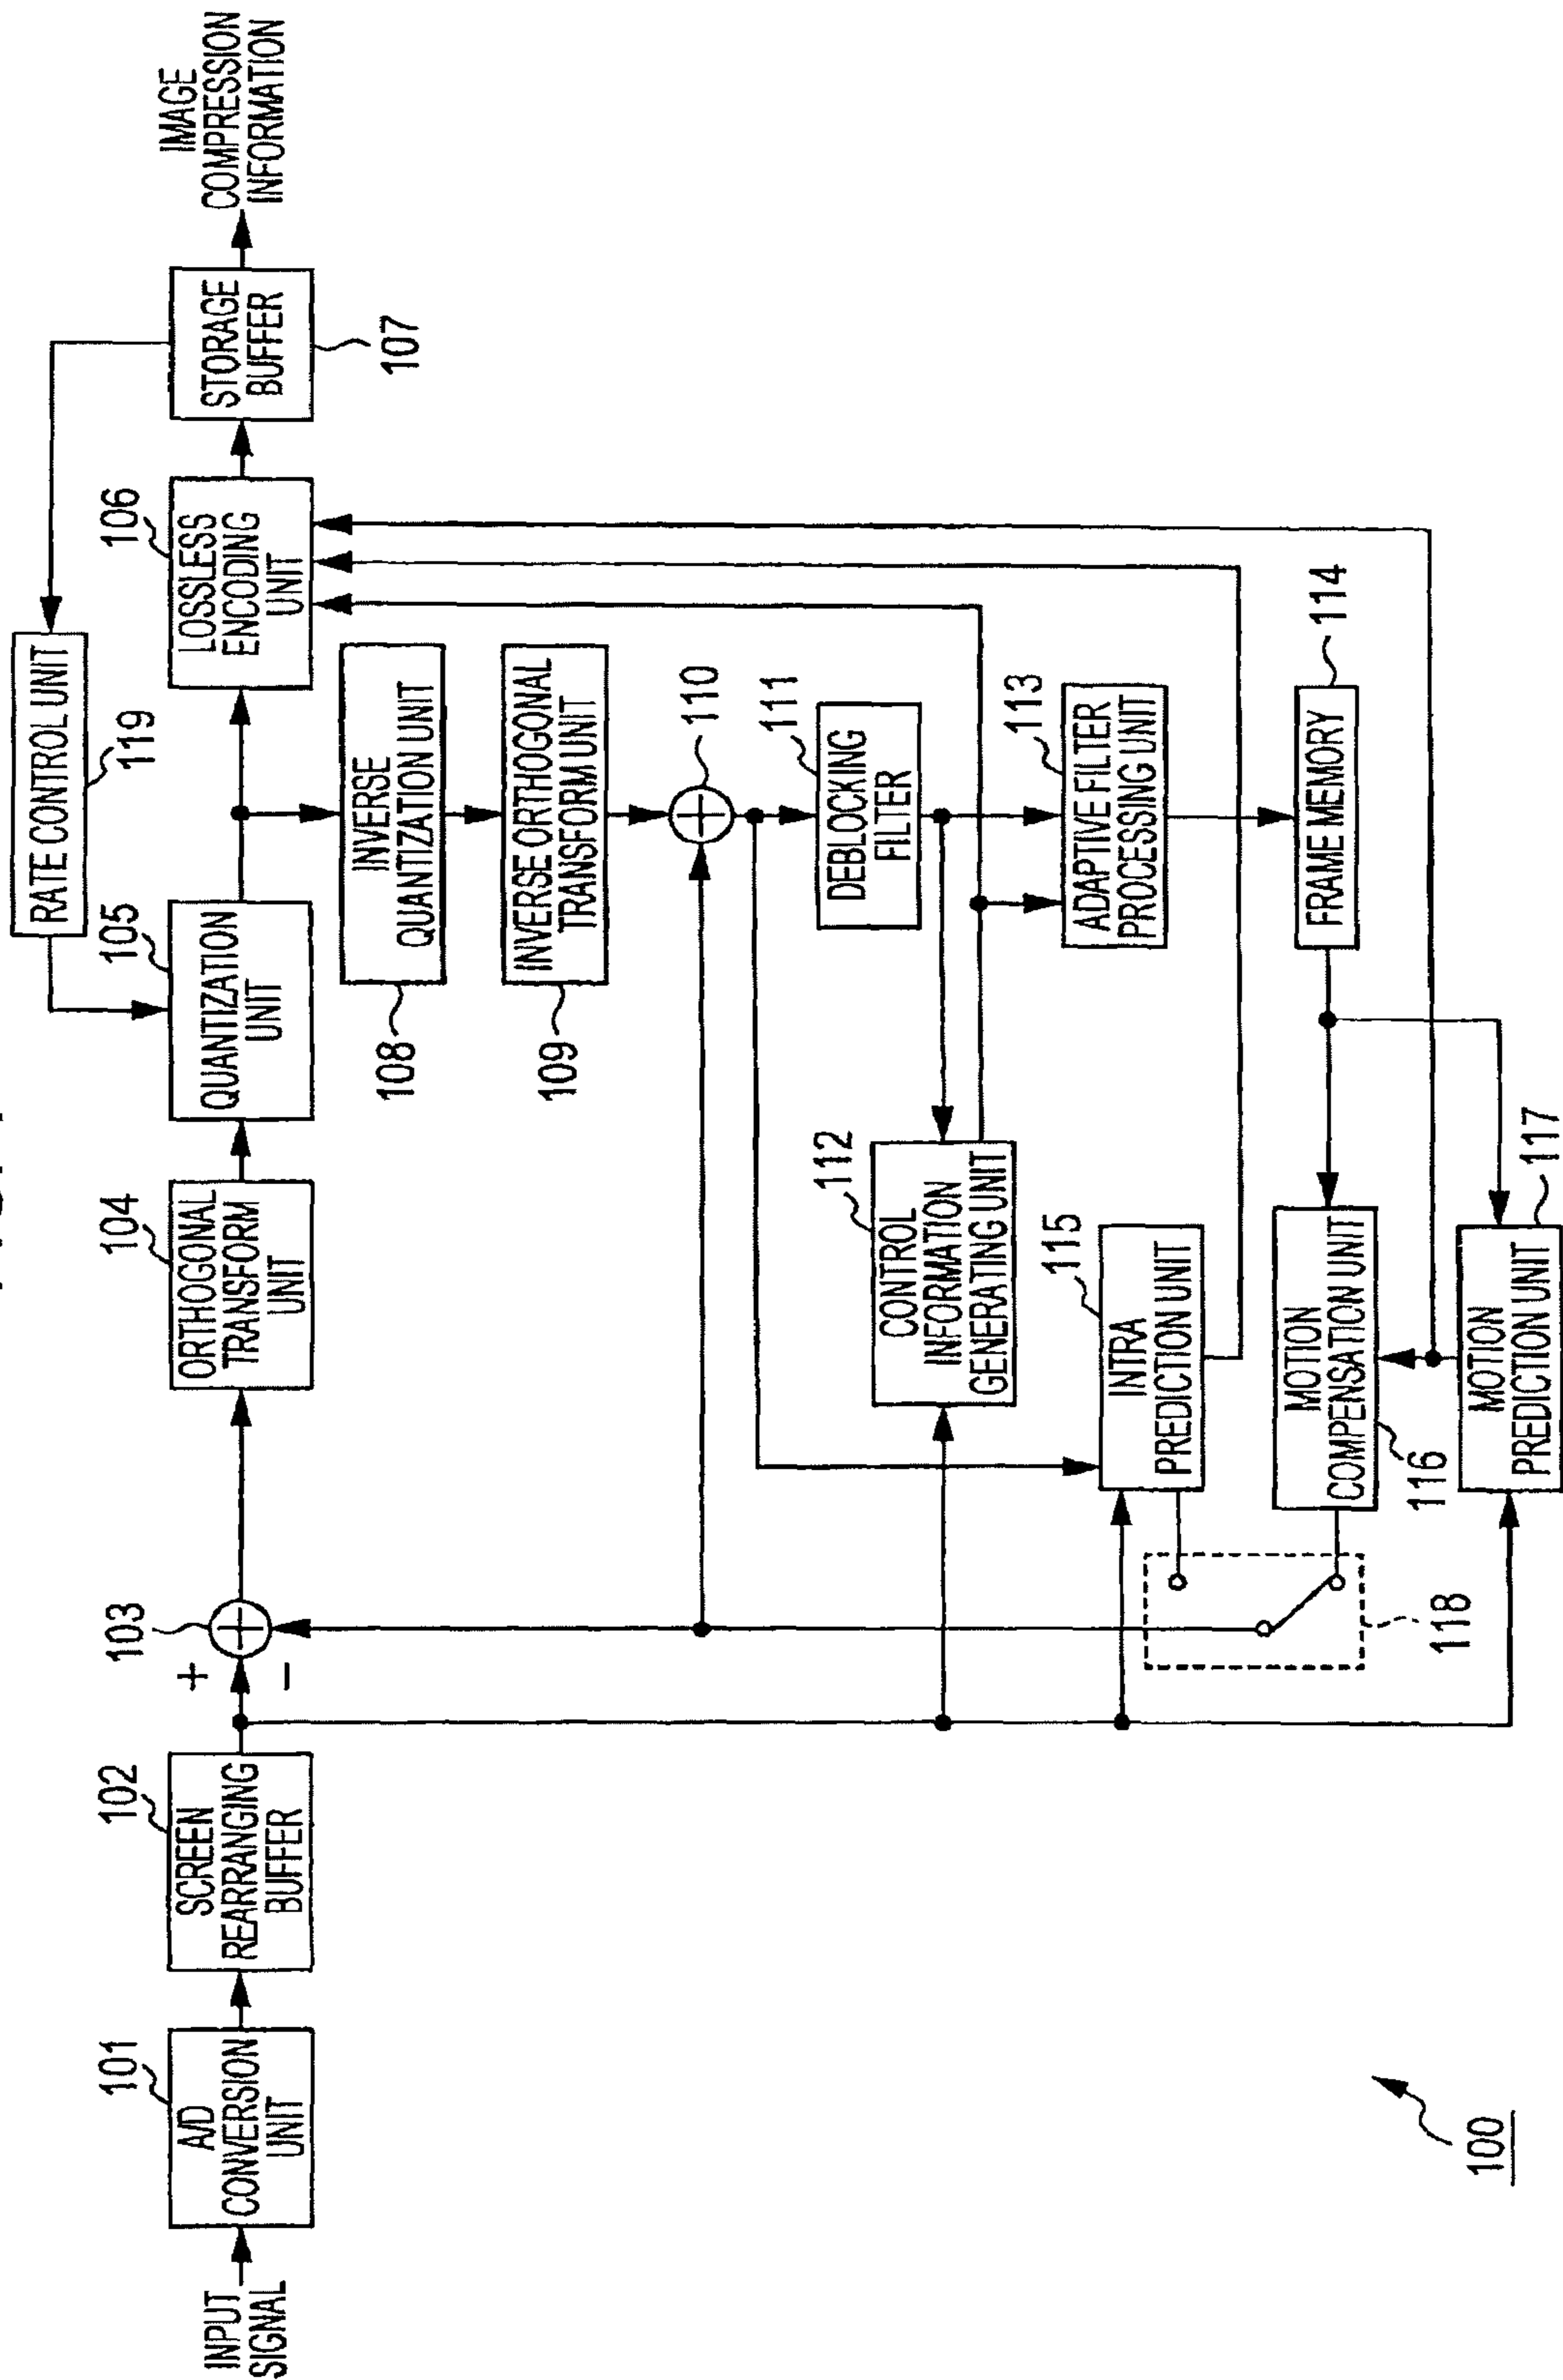 RATE CONTROL UNIT
119
INPUT
SIGNAL
101
A/D
CONVERSION
UNIT
102
SCREEN
REARRANGING
BUFFER
103
+
−
104
ORTHOGONAL
TRANSFORM
UNIT
105
QUANTIZATION
UNIT
106
LOSSLESS
ENCODING
UNIT
STORAGE
BUFFER
107
IMAGE
COMPRESSION
INFORMATION
INVERSE
QUANTIZATION UNIT
108
INVERSE ORTHOGONAL
TRANSFORM UNIT
109
110
111
DEBLOCKING
FILTER
112
CONTROL
INFORMATION
GENERATING UNIT
113
ADAPTIVE FILTER
PROCESSING UNIT
114
FRAME MEMORY
115
INTRA
PREDICTION UNIT
MOTION
COMPENSATION UNIT
116
MOTION
PREDICTION UNIT
117
118
100